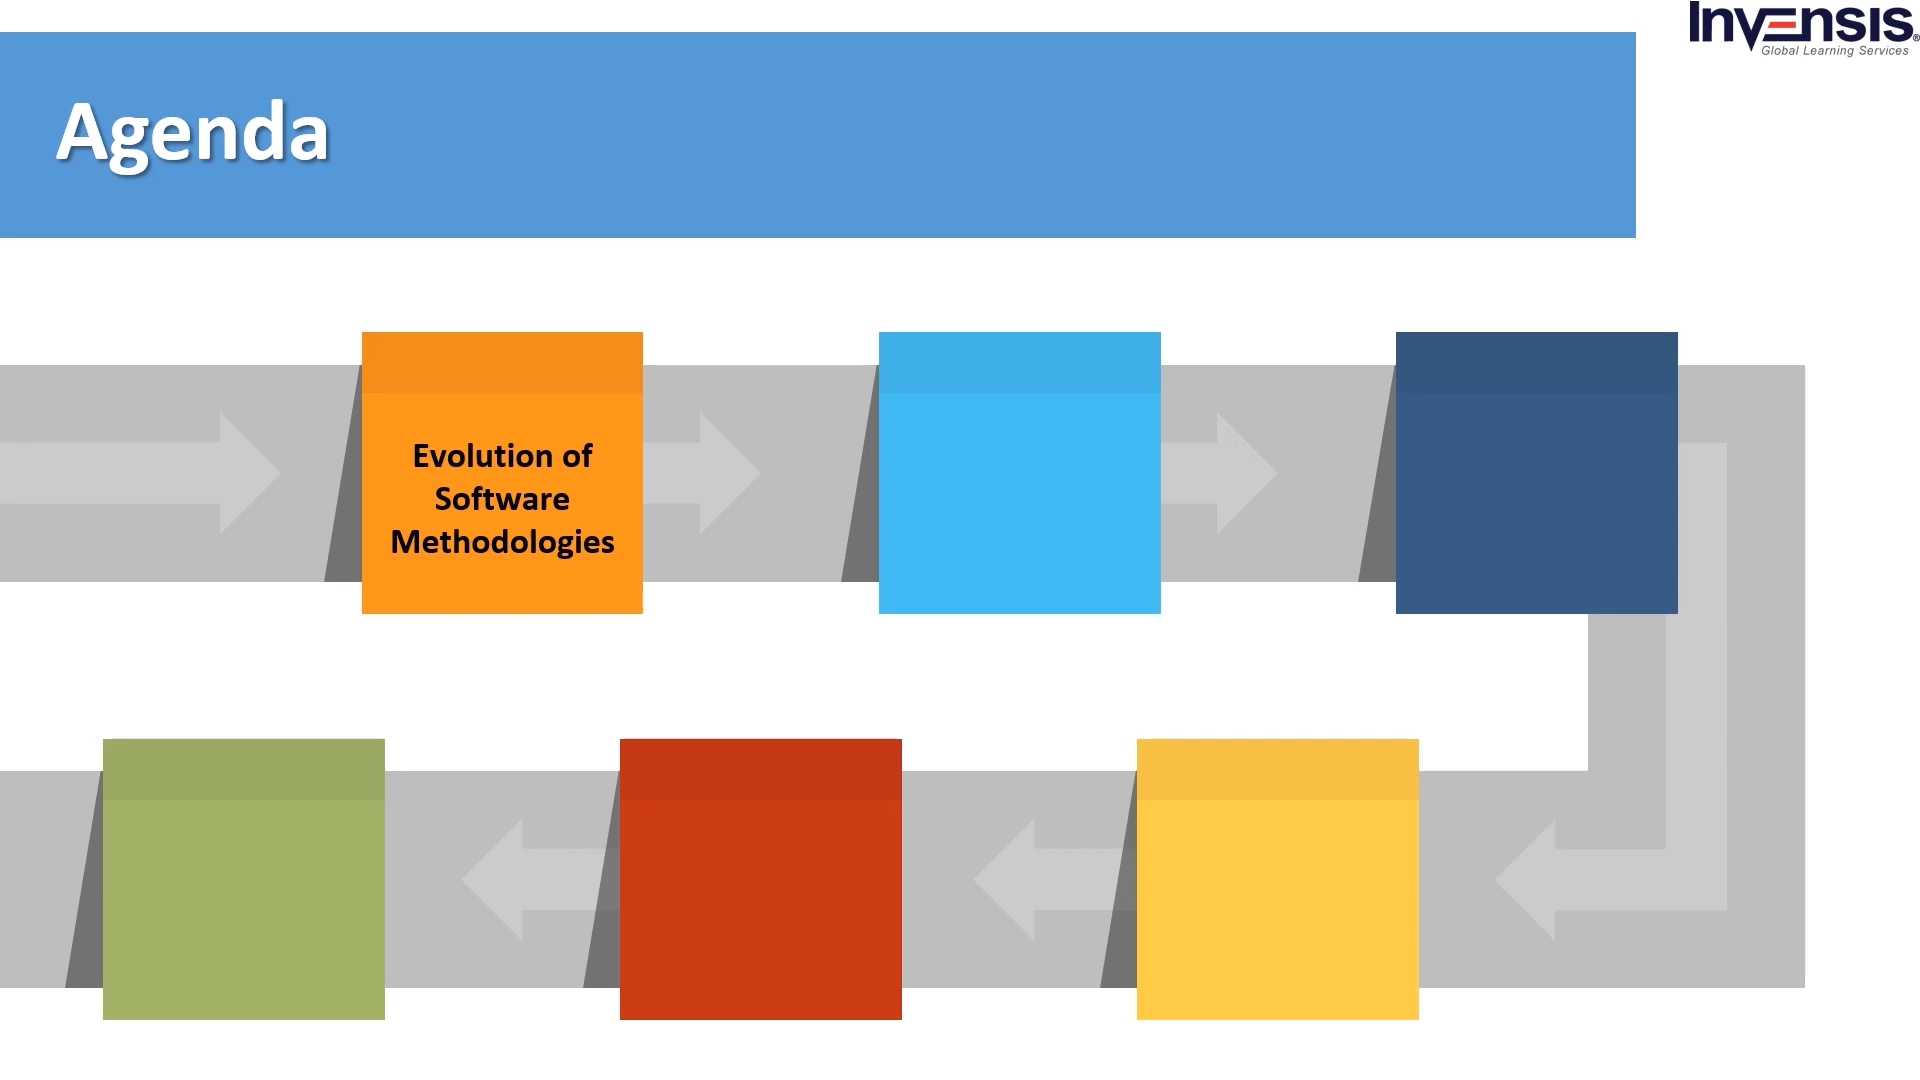 Invensis®
Global Learning Services
Agenda
Evolution of
Software
Methodologies